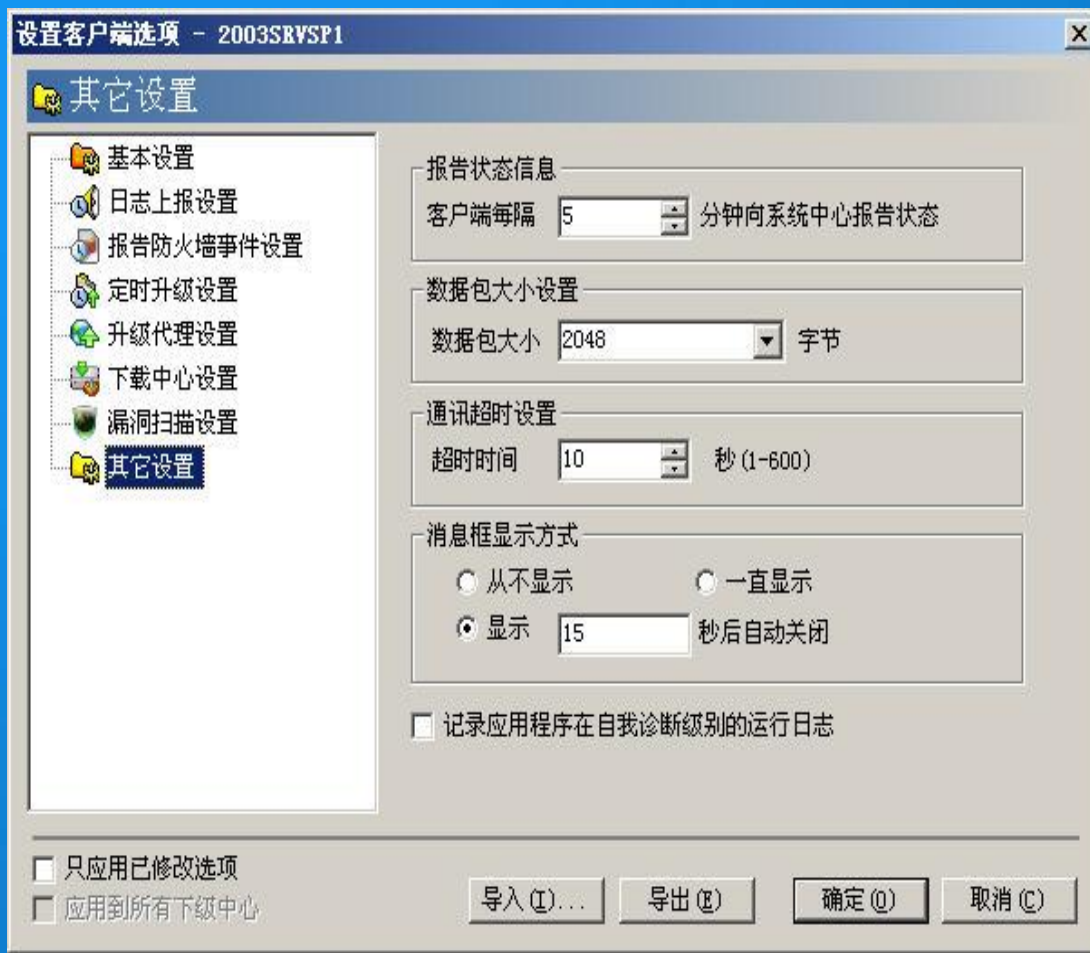 设置客户端选项 - 2003SRVSP1
其它设置
基本设置
日志上报设置
报告防火墙事件设置
定时升级设置
升级代理设置
下载中心设置
漏洞扫描设置
其它设置
报告状态信息
客户端每隔 5 分钟向系统中心报告状态
数据包大小设置
数据包大小 2048 字节
通讯超时设置
超时时间 10 秒(1-600)
消息框显示方式
从不显示 一直显示
显示 15 秒后自动关闭
记录应用程序在自我诊断级别的运行日志
只应用已修改选项
应用到所有下级中心
导入(I)... 导出(E) 确定(O) 取消(C)